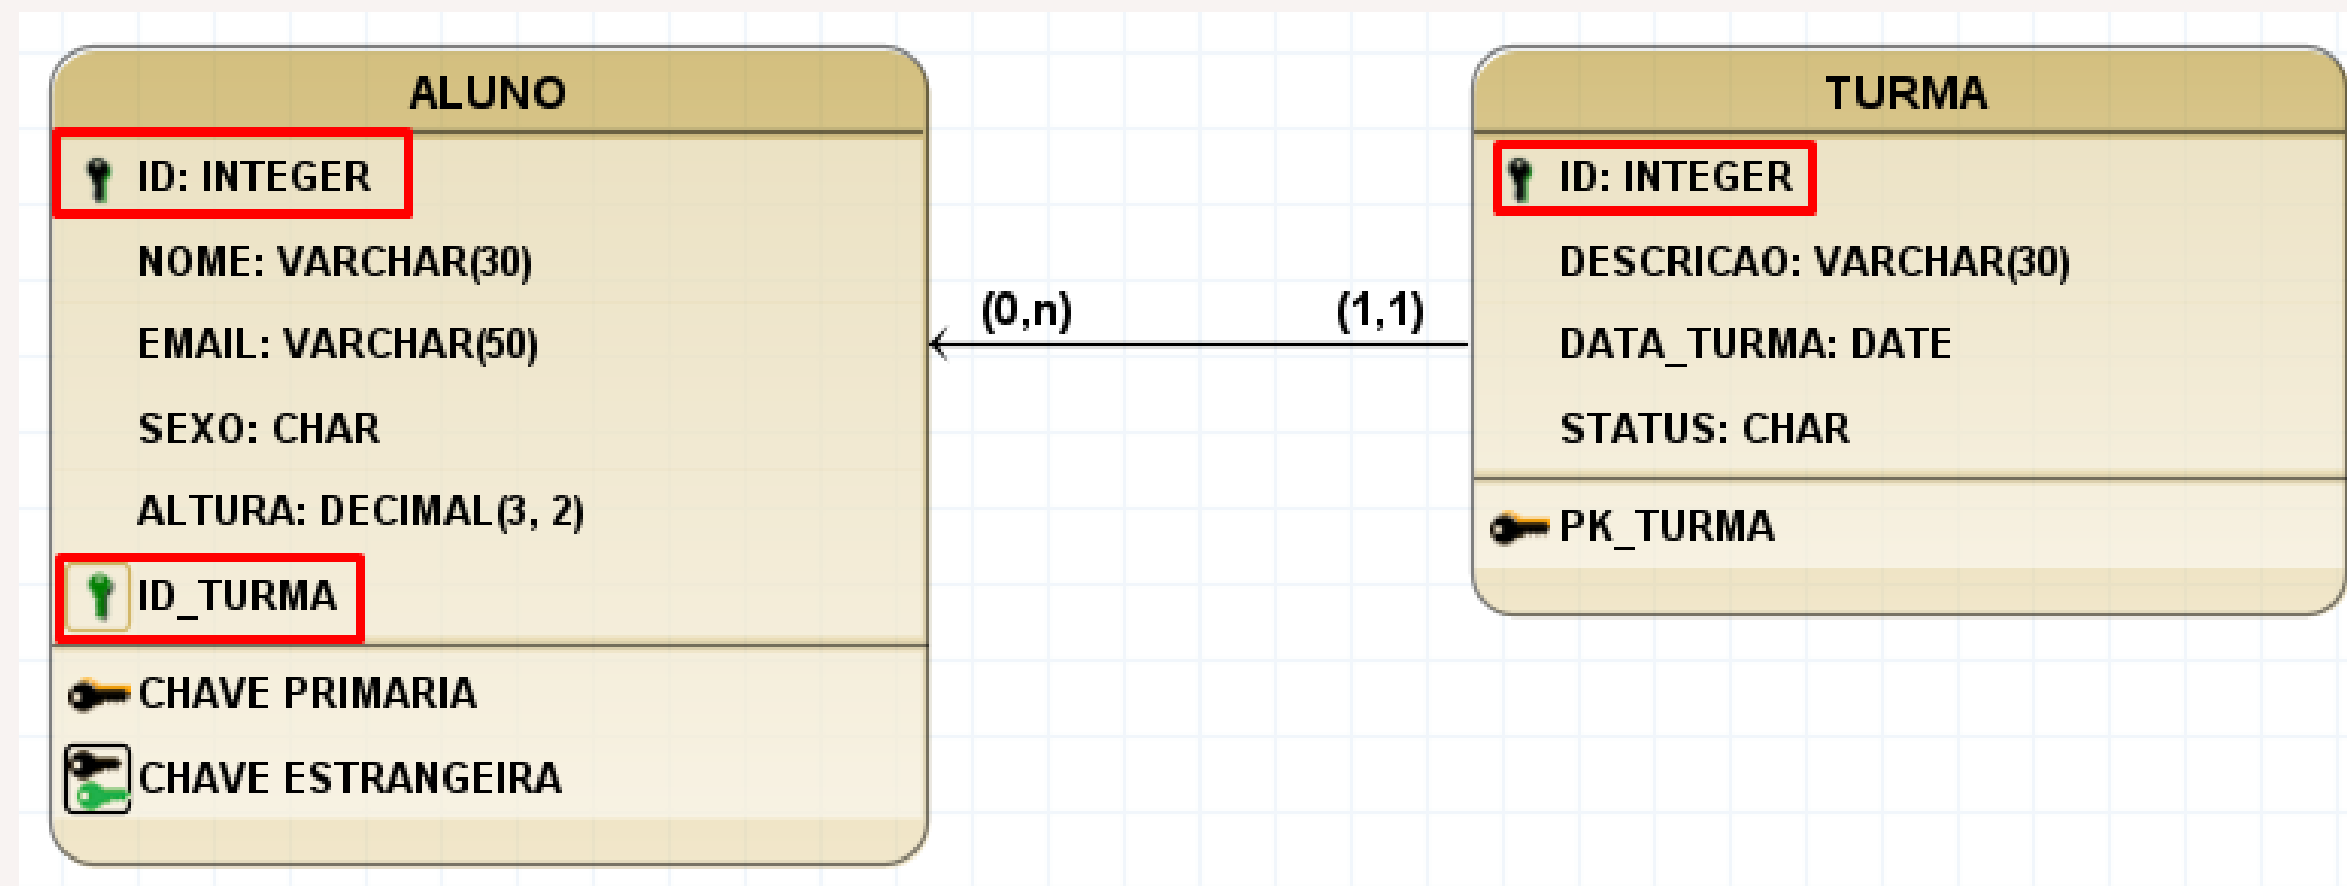 ALUNO
ID: INTEGER
NOME: VARCHAR(30)
EMAIL: VARCHAR(50)
SEXO: CHAR
ALTURA: DECIMAL(3, 2)
ID_TURMA
CHAVE PRIMARIA
CHAVE ESTRANGEIRA
(0,n)
(1,1)
TURMA
ID: INTEGER
DESCRICAO: VARCHAR(30)
DATA_TURMA: DATE
STATUS: CHAR
PK_TURMA